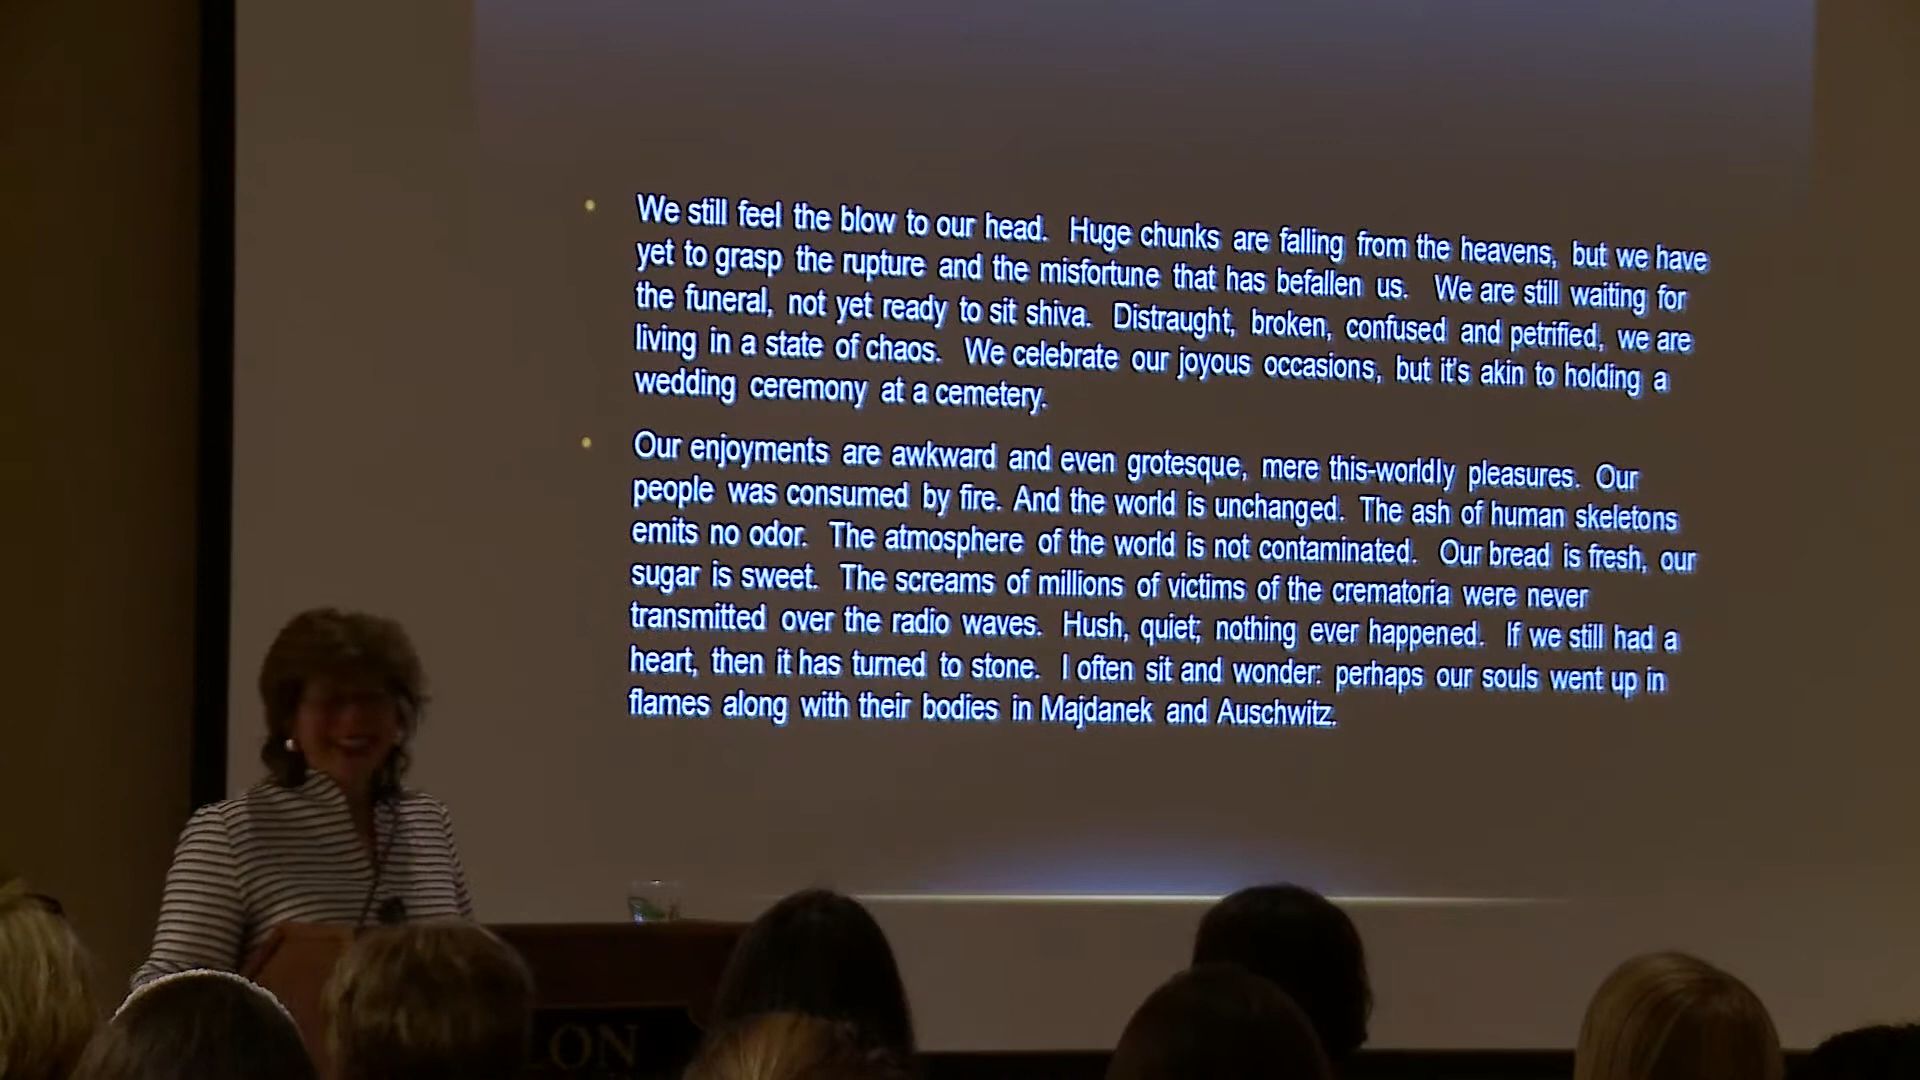 • We still feel the blow to our head. Huge chunks are falling from the heavens, but we have
yet to grasp the rupture and the misfortune that has befallen us. We are still waiting for
the funeral, not yet ready to sit shiva. Distraught, broken, confused and petrified, we are
living in a state of chaos. We celebrate our joyous occasions, but it's akin to holding a
wedding ceremony at a cemetery.
• Our enjoyments are awkward and even grotesque, mere this-worldly pleasures. Our
people was consumed by fire. And the world is unchanged. The ash of human skeletons
emits no odor. The atmosphere of the world is not contaminated. Our bread is fresh, our
sugar is sweet. The screams of millions of victims of the crematoria were never
transmitted over the radio waves. Hush, quiet; nothing ever happened. If we still had a
heart, then it has turned to stone. I often sit and wonder: perhaps our souls went up in
flames along with their bodies in Majdanek and Auschwitz.
LON